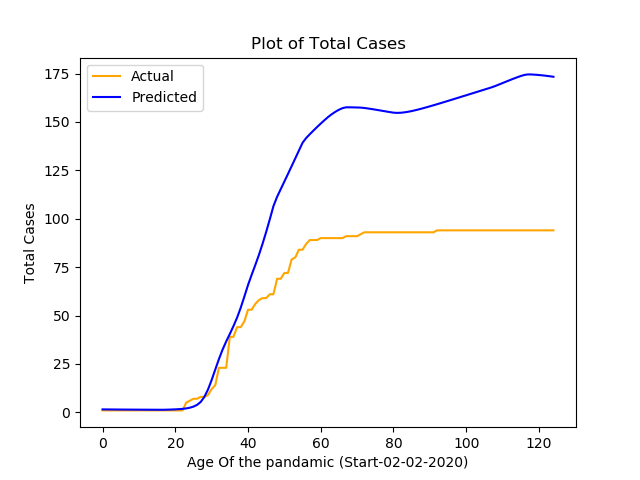 Plot of Total Cases
Actual
Predicted
175
150
125
100
75
50
25
0
Total Cases
0 20 40 60 80 100 120
Age Of the pandamic (Start-02-02-2020)